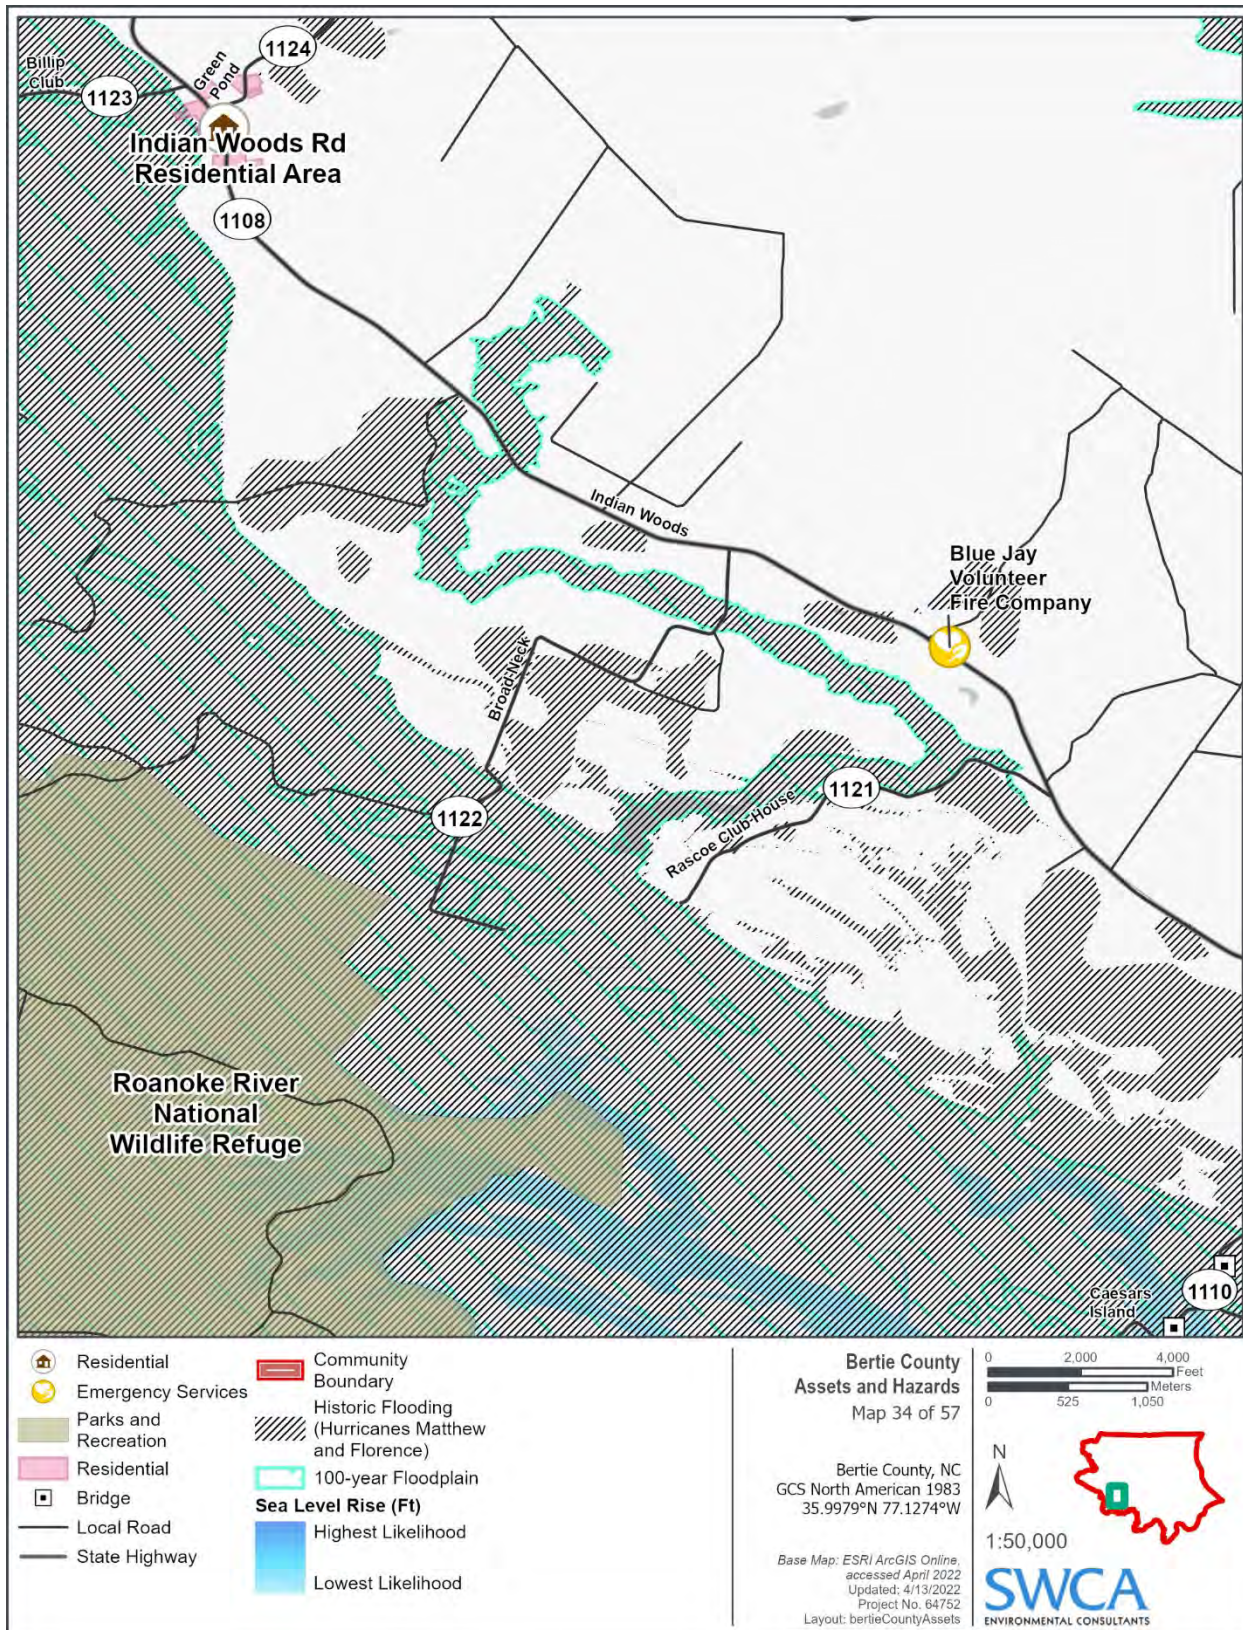 1124
Green
Pond
Billip
Club
1123
Indian Woods Rd
Residential Area
1108
Indian Woods
Blue Jay
Volunteer
Fire Company
Broad Neck
1121
1122
Rascoe Club House
Roanoke River
National
Wildlife Refuge
1110
Caesars
Island
Residential
Emergency Services
Parks and
Recreation
Residential
Bridge
Local Road
State Highway
Community
Boundary
Historic Flooding
(Hurricanes Matthew
and Florence)
100-year Floodplain
Sea Level Rise (Ft)
Highest Likelihood
Lowest Likelihood
Bertie County
Assets and Hazards
Map 34 of 57
Bertie County, NC
GCS North American 1983
35.9979°N 77.1274°W
Base Map: ESRI ArcGIS Online,
accessed April 2022
Updated: 4/13/2022
Project No. 64752
Layout: bertieCountyAssets
0 2,000 4,000
Feet
Meters
0 525 1,050
N
1:50,000
SWCA
ENVIRONMENTAL CONSULTANTS